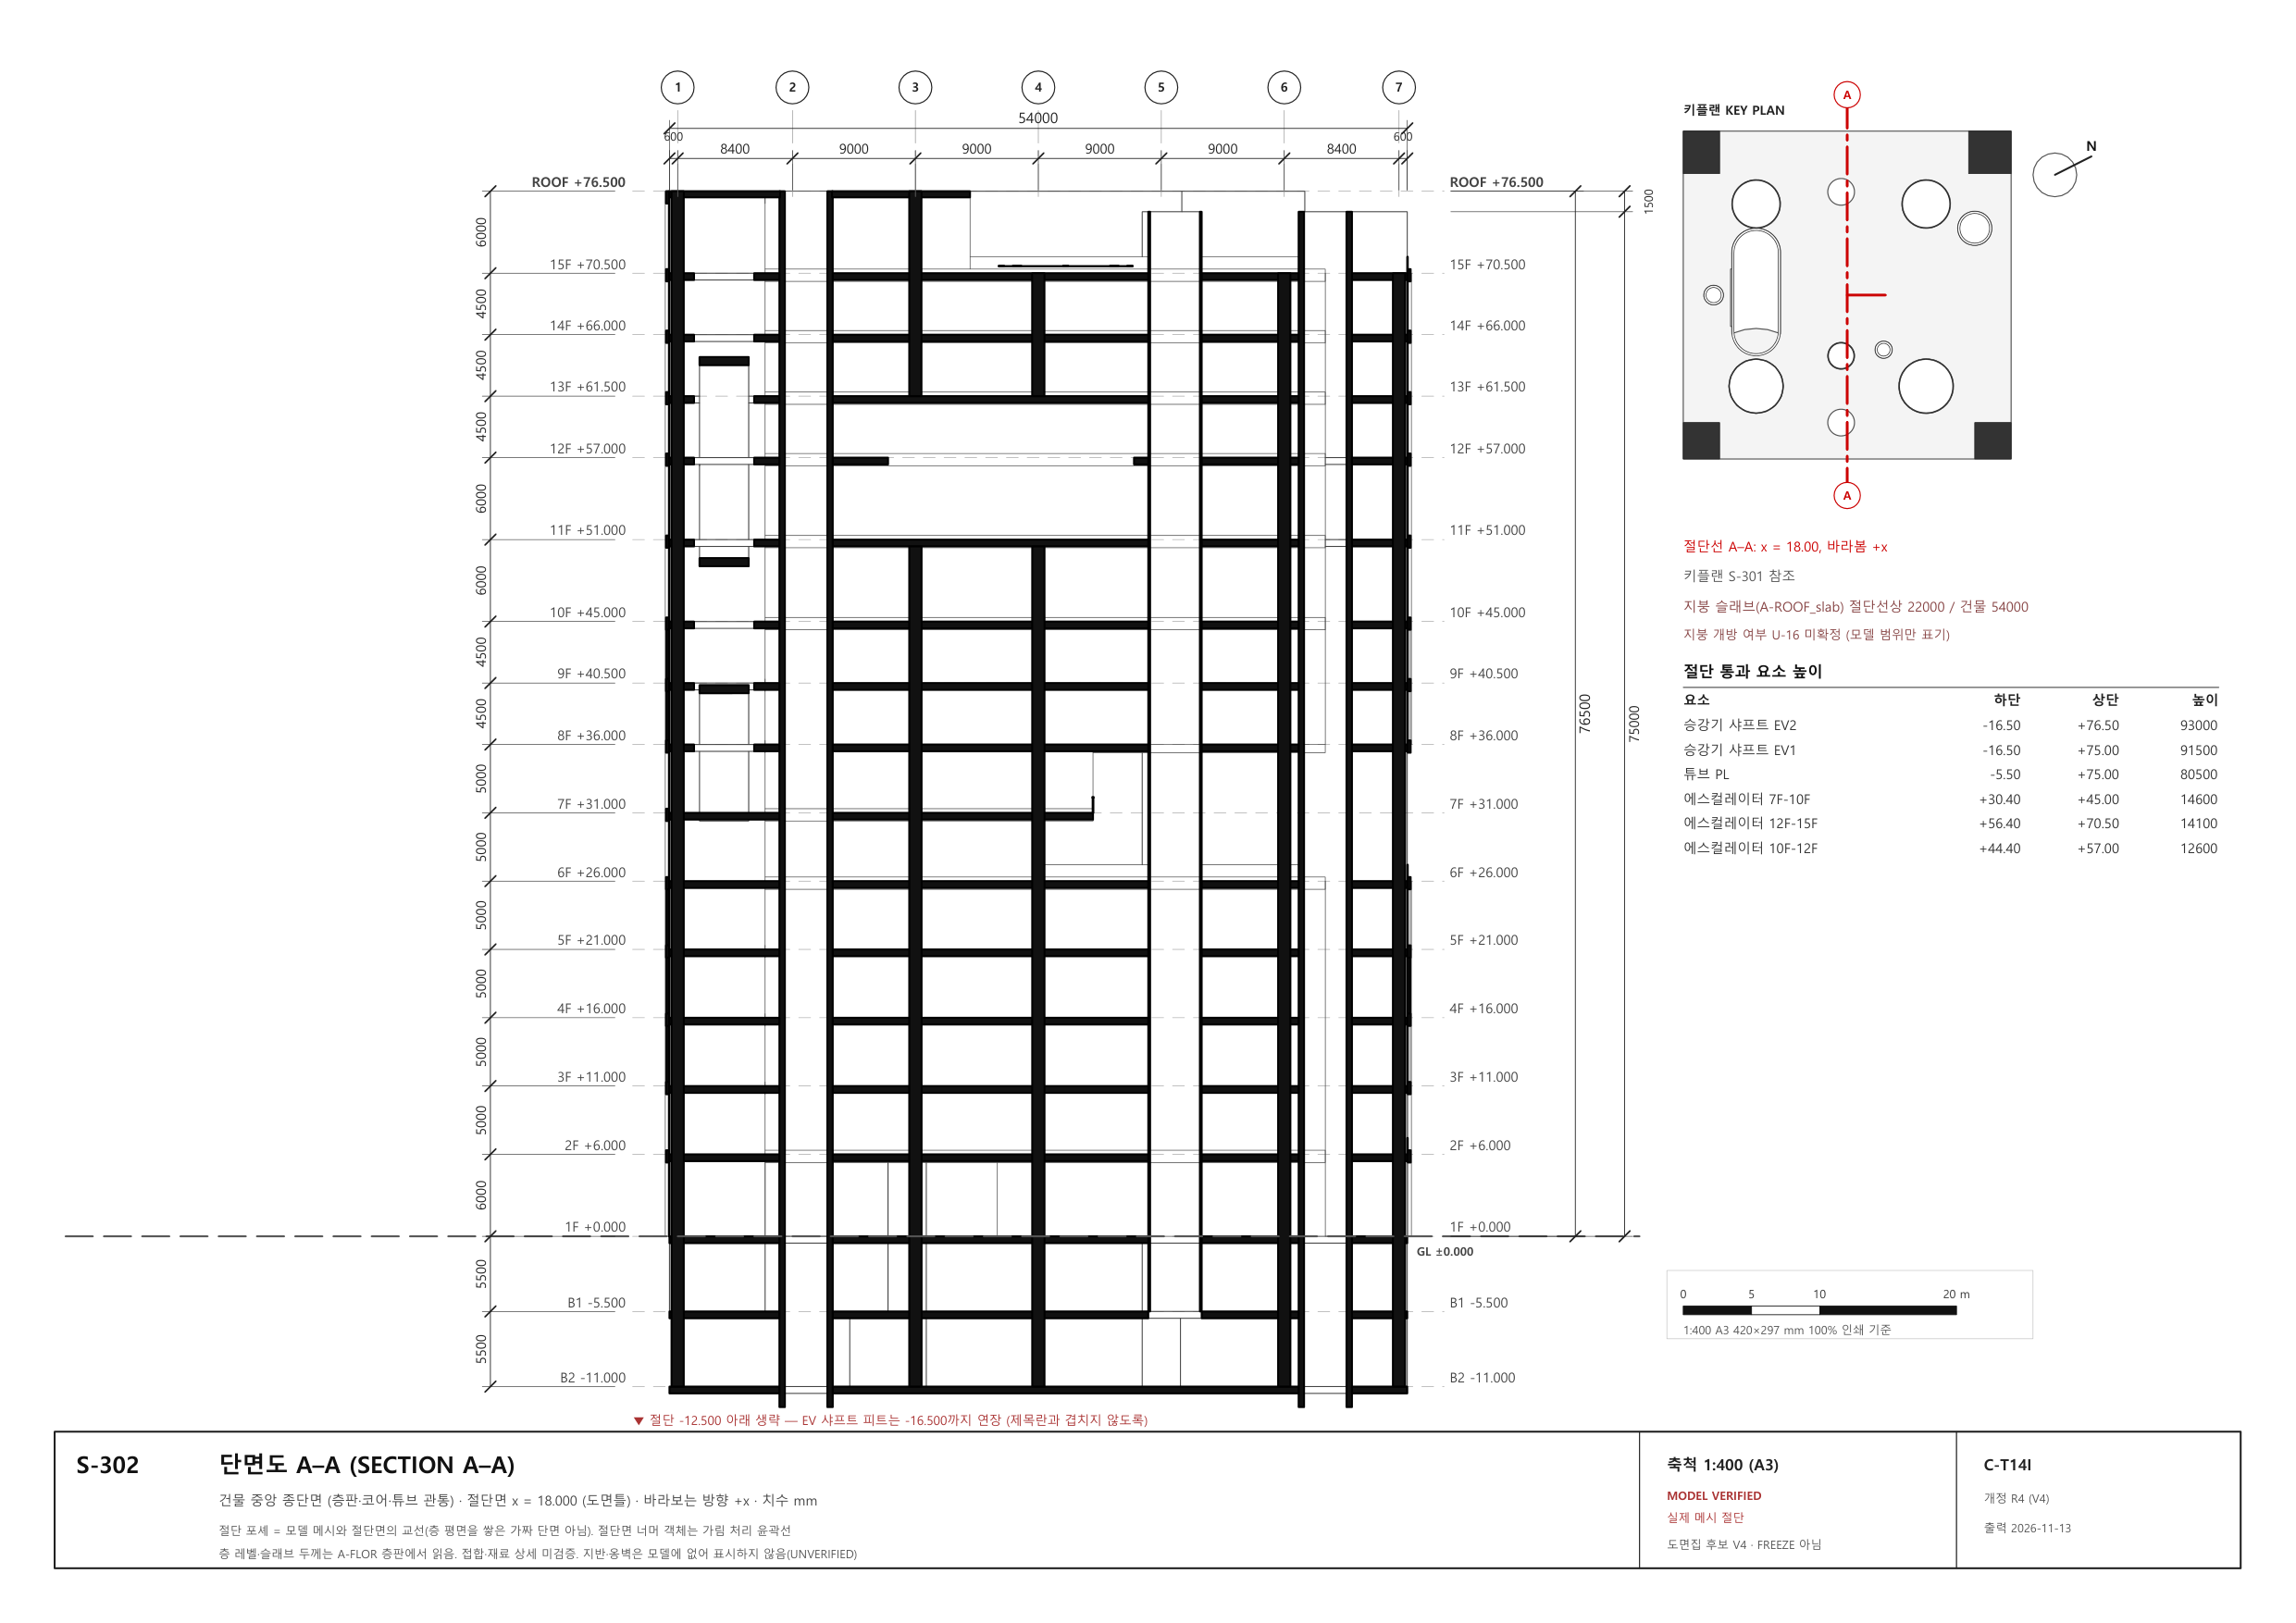 1 2 3 4 5 6 7
54000
600 600
8400 9000 9000 9000 9000 8400
ROOF +76.500
15F +70.500
14F +66.000
13F +61.500
12F +57.000
11F +51.000
10F +45.000
9F +40.500
8F +36.000
7F +31.000
6F +26.000
5F +21.000
4F +16.000
3F +11.000
2F +6.000
1F +0.000
B1 -5.500
B2 -11.000
6000
4500
4500
4500
6000
6000
4500
4500
5000
5000
5000
5000
5000
5000
6000
5500
5500
ROOF +76.500
15F +70.500
14F +66.000
13F +61.500
12F +57.000
11F +51.000
10F +45.000
9F +40.500
8F +36.000
7F +31.000
6F +26.000
5F +21.000
4F +16.000
3F +11.000
2F +6.000
1F +0.000
GL ±0.000
B1 -5.500
B2 -11.000
1500
76500
75000
▼ 절단 -12.500 아래 생략 — EV 샤프트 피트는 -16.500까지 연장 (제목란과 겹치지 않도록)
키플랜 KEY PLAN
A
N
A
절단선 A–A: x = 18.00, 바라봄 +x
키플랜 S-301 참조
지붕 슬래브(A-ROOF_slab) 절단선상 22000 / 건물 54000
지붕 개방 여부 U-16 미확정 (모델 범위만 표기)
절단 통과 요소 높이
요소 하단 상단 높이
승강기 샤프트 EV2 -16.50 +76.50 93000
승강기 샤프트 EV1 -16.50 +75.00 91500
튜브 PL -5.50 +75.00 80500
에스컬레이터 7F-10F +30.40 +45.00 14600
에스컬레이터 12F-15F +56.40 +70.50 14100
에스컬레이터 10F-12F +44.40 +57.00 12600
0 5 10 20 m
1:400 A3 420×297 mm 100% 인쇄 기준
S-302
단면도 A–A (SECTION A–A)
건물 중앙 종단면 (층판·코어·튜브 관통) · 절단면 x = 18.000 (도면틀) · 바라보는 방향 +x · 치수 mm
절단 포셰 = 모델 메시와 절단면의 교선(층 평면을 쌓은 가짜 단면 아님). 절단면 너머 객체는 가림 처리 윤곽선
층 레벨·슬래브 두께는 A-FLOR 층판에서 읽음. 접합·재료 상세 미검증. 지반·옹벽은 모델에 없어 표시하지 않음(UNVERIFIED)
축척 1:400 (A3)
MODEL VERIFIED
실제 메시 절단
도면집 후보 V4 · FREEZE 아님
C-T14I
개정 R4 (V4)
출력 2026-11-13